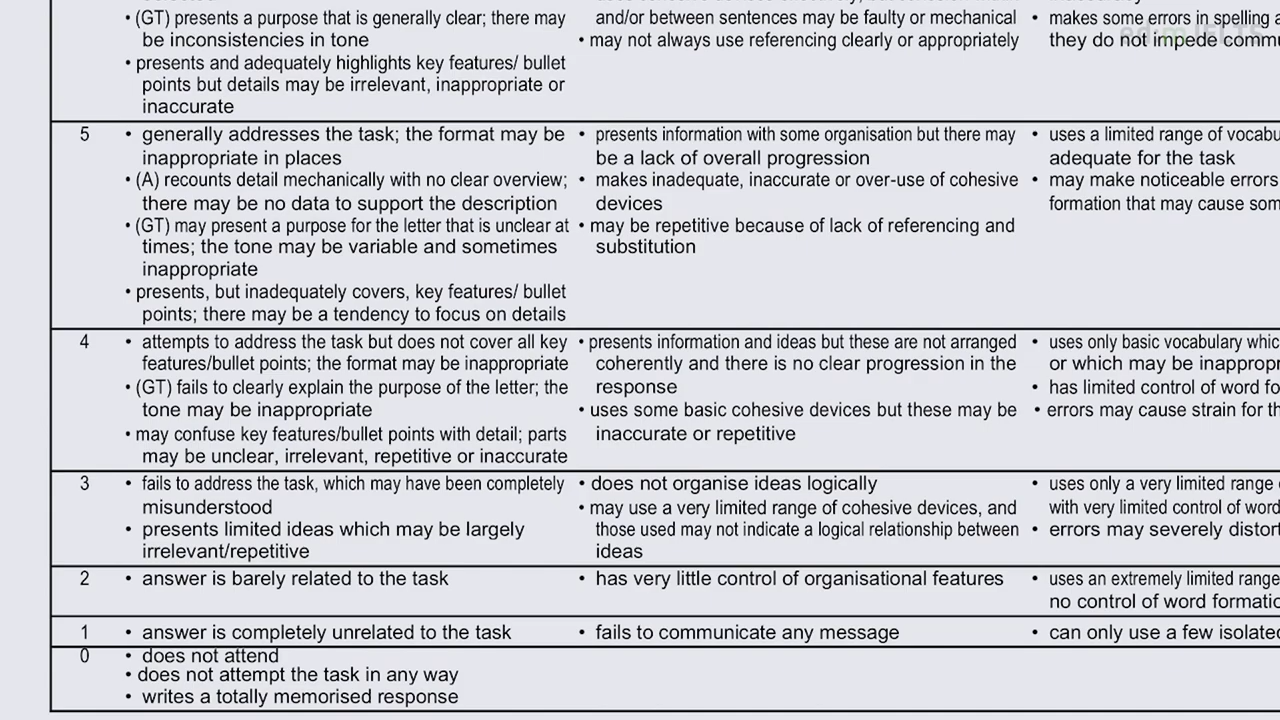 (GT) presents a purpose that is generally clear; there may
be inconsistencies in tone
• presents and adequately highlights key features/ bullet
points but details may be irrelevant, inappropriate or
inaccurate
and/or between sentences may be faulty or mechanical
• may not always use referencing clearly or appropriately
• makes some errors in spelling
they do not impede
5
• generally addresses the task; the format may be
inappropriate in places
• (A) recounts detail mechanically with no clear overview;
there may be no data to support the description
• (GT) may present a purpose for the letter that is unclear at
times; the tone may be variable and sometimes
inappropriate
• presents, but inadequately covers, key features/ bullet
points; there may be a tendency to focus on details
• presents information with some organisation but there may
be a lack of overall progression
• makes inadequate, inaccurate or over-use of cohesive
devices
• may be repetitive because of lack of referencing and
substitution
• uses a limited range of vocabu
adequate for the task
• may make noticeable errors
formation that may cause som
4
• attempts to address the task but does not cover all key
features/bullet points; the format may be inappropriate
• (GT) fails to clearly explain the purpose of the letter; the
tone may be inappropriate
• may confuse key features/bullet points with detail; parts
may be unclear, irrelevant, repetitive or inaccurate
• presents information and ideas but these are not arranged
coherently and there is no clear progression in the
response
• uses some basic cohesive devices but these may be
inaccurate or repetitive
• uses only basic vocabulary whic
or which may be inappropr
• has limited control of word fo
• errors may cause strain for th
3
• fails to address the task, which may have been completely
misunderstood
• presents limited ideas which may be largely
irrelevant/repetitive
• does not organise ideas logically
• may use a very limited range of cohesive devices, and
those used may not indicate a logical relationship between
ideas
• uses only a very limited range
with very limited control of word
• errors may severely distort
2
• answer is barely related to the task
• has very little control of organisational features
• uses an extremely limited range
no control of word formatio
1
• answer is completely unrelated to the task
• fails to communicate any message
• can only use a few isolated
0
• does not attend
• does not attempt the task in any way
• writes a totally memorised response